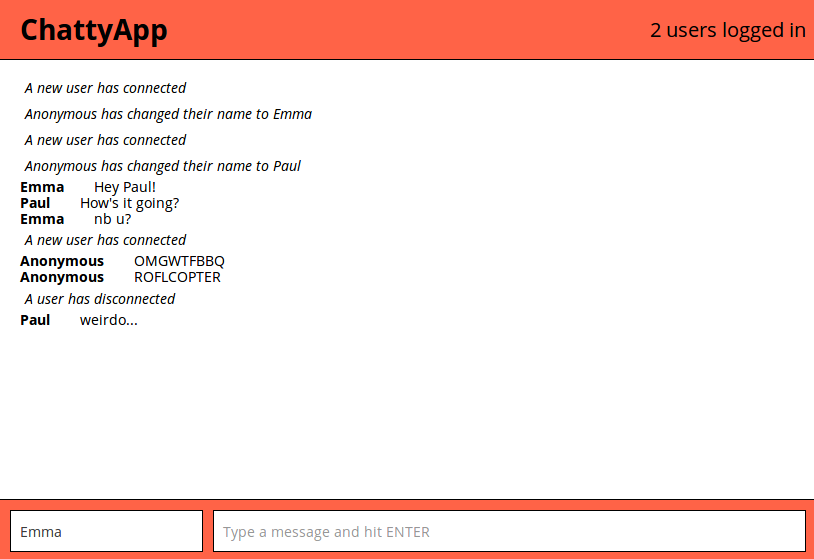 ChattyApp 2 users logged in
A new user has connected
Anonymous has changed their name to Emma
A new user has connected
Anonymous has changed their name to Paul
Emma Hey Paul!
Paul How's it going?
Emma nb u?
A new user has connected
Anonymous OMGWTFBBQ
Anonymous ROFLCOPTER
A user has disconnected
Paul weirdo...
Emma Type a message and hit ENTER